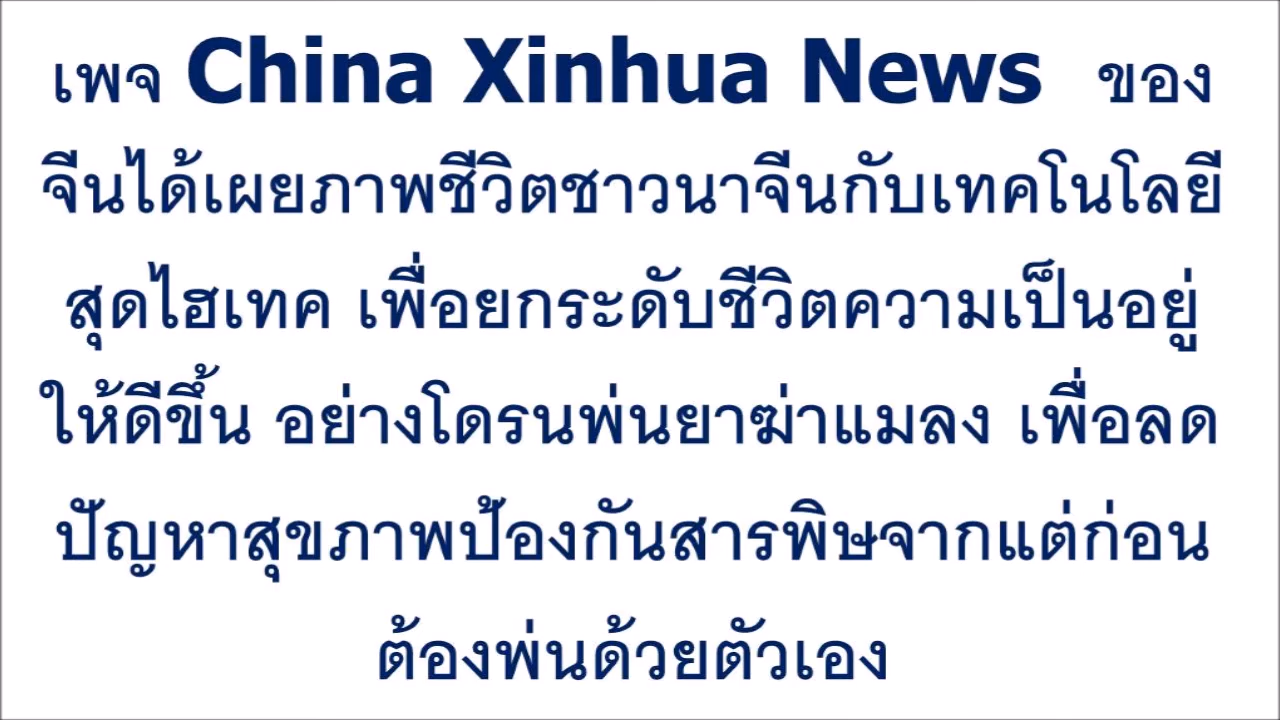 เพจ China Xinhua News ของ
จีนได้เผยภาพชีวิตชาวนาจีนกับเทคโนโลยี
สุดไฮเทค เพื่อยกระดับชีวิตความเป็นอยู่
ให้ดีขึ้น อย่างโดรนพ่นยาฆ่าแมลง เพื่อลด
ปัญหาสุขภาพป้องกันสารพิษจากแต่ก่อน
ต้องพ่นด้วยตัวเอง